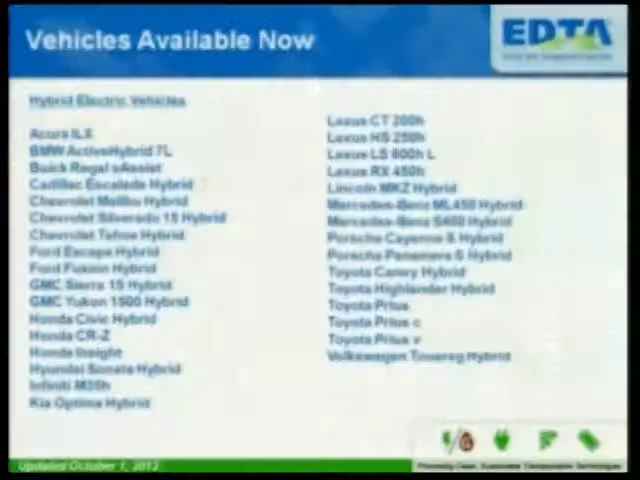 Vehicles Available Now
EDTA
Hybrid Electric Vehicles
Acura ILX
BMW ActiveHybrid 7L
Buick Regal eAssist
Cadillac Escalade Hybrid
Chevrolet Malibu Hybrid
Chevrolet Silverado 15 Hybrid
Chevrolet Tahoe Hybrid
Ford Escape Hybrid
Ford Fusion Hybrid
GMC Sierra 15 Hybrid
GMC Yukon 1500 Hybrid
Honda Civic Hybrid
Honda CR-Z
Honda Insight
Hyundai Sonata Hybrid
Infiniti M35h
Kia Optima Hybrid
Lexus CT 200h
Lexus HS 250h
Lexus LS 600h L
Lexus RX 450h
Lincoln MKZ Hybrid
Mercedes-Benz ML450 Hybrid
Mercedes-Benz S400 Hybrid
Porsche Cayenne S Hybrid
Porsche Panamera S Hybrid
Toyota Camry Hybrid
Toyota Highlander Hybrid
Toyota Prius
Toyota Prius c
Toyota Prius v
Volkswagen Touareg Hybrid
Updated October 1, 2012